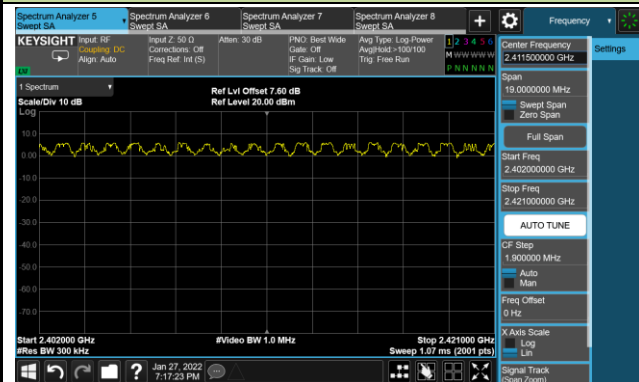 Spectrum Analyzer 5
Swept SA
Spectrum Analyzer 6
Swept SA
Spectrum Analyzer 7
Swept SA
Spectrum Analyzer 8
Swept SA
+
Frequency
KEYSIGHT
Input: RF
Coupling: DC
Align: Auto
Input Z: 50 Ω
Corrections: Off
Freq Ref: Int (S)
Atten: 30 dB
PNO: Best Wide
Gate: Off
IF Gain: Low
Sig Track: Off
Avg Type: Log-Power
Avg|Hold:>100/100
Trig: Free Run
1 2 3 4 5 6
M W W W W W
P N N N N N
LXI
1 Spectrum
Scale/Div 10 dB
Log
Ref Lvl Offset 7.60 dB
Ref Level 20.00 dBm
10.0
0.00
-10.0
-20.0
-30.0
-40.0
-50.0
-60.0
-70.0
Start 2.402000 GHz
#Res BW 300 kHz
#Video BW 1.0 MHz
Stop 2.421000 GHz
Sweep 1.07 ms (2001 pts)
Jan 27, 2022
7:17:23 PM
Center Frequency
2.411500000 GHz
Settings
Span
19.0000000 MHz
Swept Span
Zero Span
Full Span
Start Freq
2.402000000 GHz
Stop Freq
2.421000000 GHz
AUTO TUNE
CF Step
1.900000 MHz
Auto
Man
Freq Offset
0 Hz
X Axis Scale
Log
Lin
Signal Track
(Span Zoom)